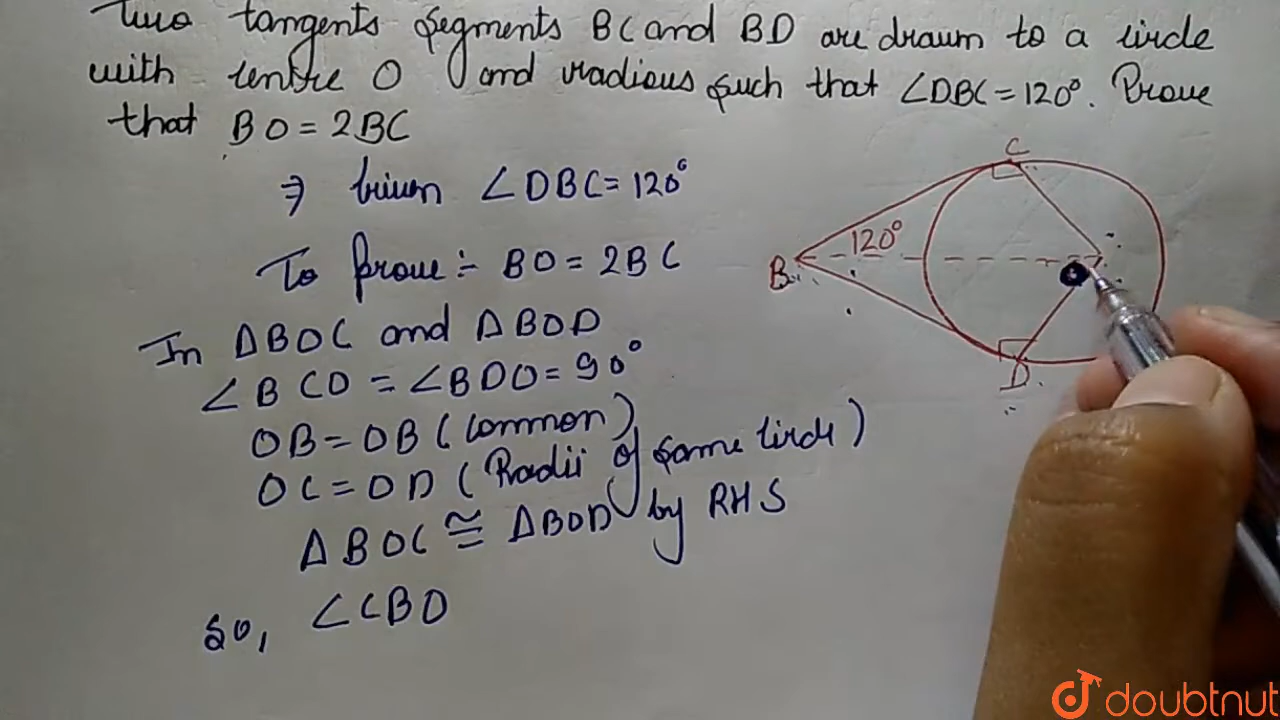 Two tangents segments BC and BD are drawn to a circle
with centre O and radious such that ∠DBC = 120°. Prove
that BO = 2BC
⇒ Given ∠DBC = 120°
To prove :- BO = 2BC
In ΔBOC and ΔBOD
∠BCO = ∠BDO = 90°
OB = OB (common)
OC = OD (Radii of same circle)
ΔBOC ≅ ΔBOD by RHS
So, ∠CBO
C
120°
B
O
D
doubtnut